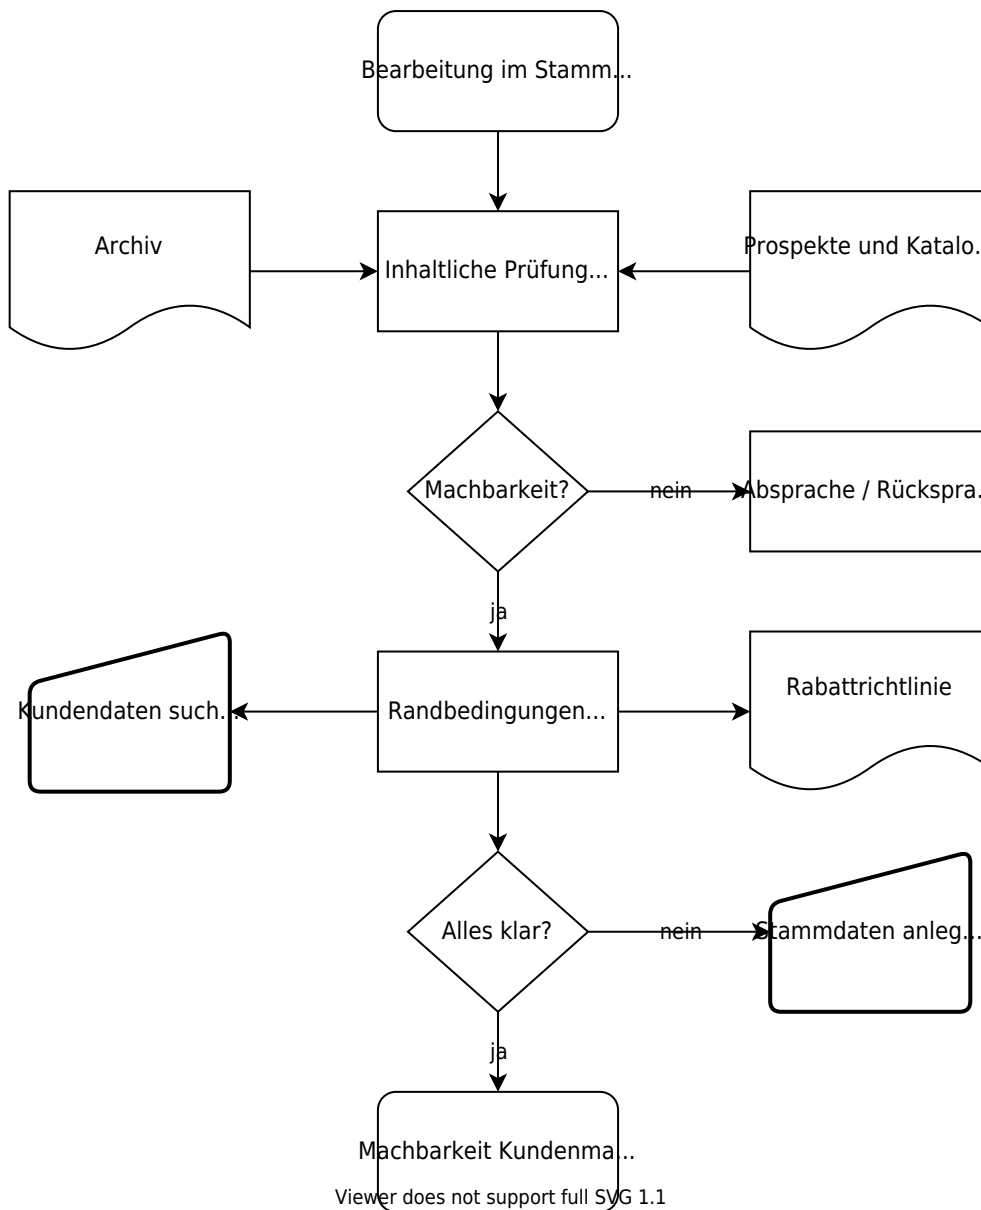 Bearbeitung im Stamm...
Archiv
Inhaltliche Prüfung...
Prospekte und Katalo...
Machbarkeit?
nein
Absprache / Rückspra...
ja
Kundendaten such...
Randbedingungen...
Rabattrichtlinie
Alles klar?
nein
Stammdaten anleg...
ja
Machbarkeit Kundenma...
Viewer does not support full SVG 1.1